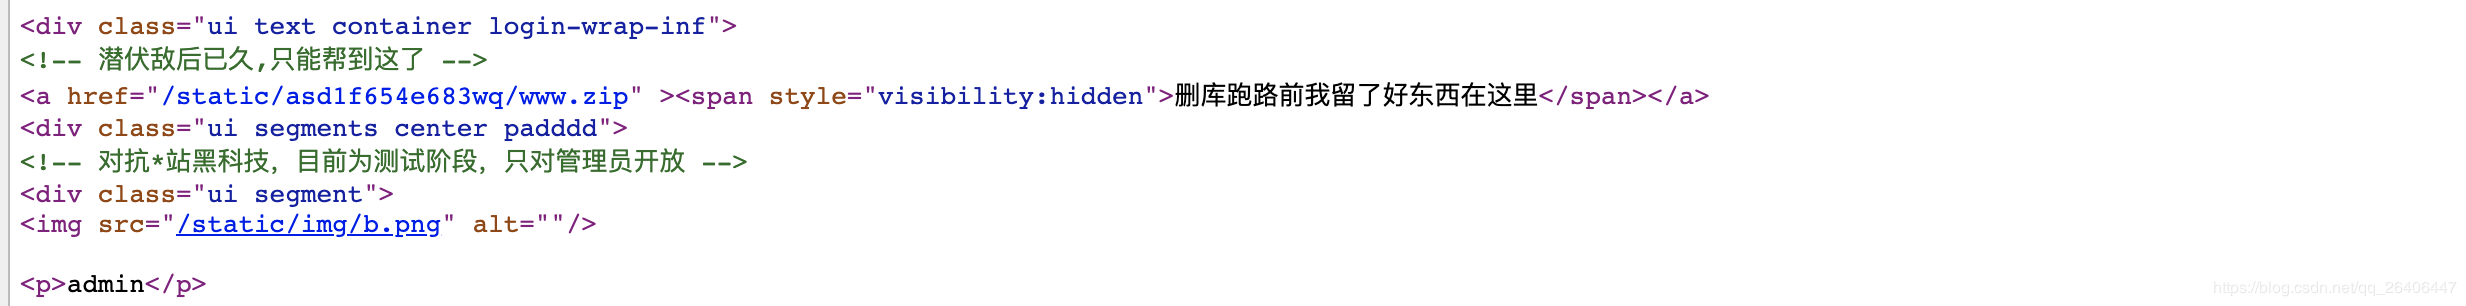 <div class="ui text container login-wrap-inf">
<!-- 潜伏敌后已久,只能帮到这了 -->
<a href="/static/asd1f654e683wq/www.zip" ><span style="visibility:hidden">删库跑路前我留了好东西在这里</span></a>
<div class="ui segments center padddd">
<!-- 对抗*站黑科技，目前为测试阶段，只对管理员开放 -->
<div class="ui segment">
<img src="/static/img/b.png" alt=""/>
<p>admin</p>
https://blog.csdn.net/qq_26406447